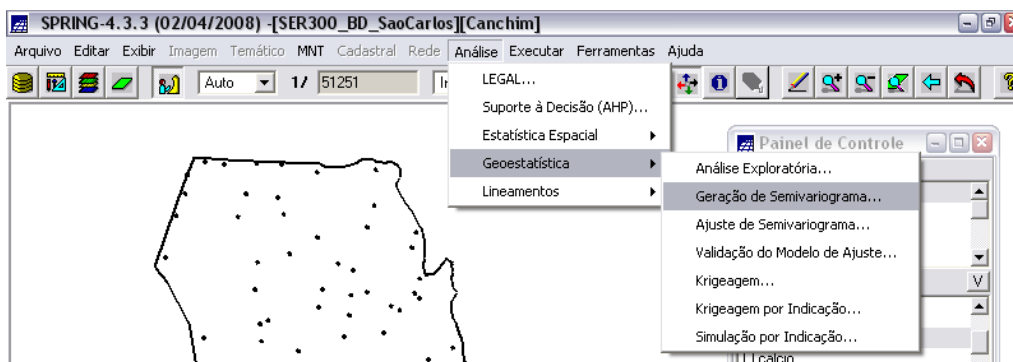 SPRING-4.3.3 (02/04/2008) -[SER300_BD_SaoCarlos][Canchim]
Arquivo Editar Exibir Imagem Temático MNT Cadastral Rede Análise Executar Ferramentas Ajuda
Auto 1/ 51251
LEGAL...
Suporte à Decisão (AHP)...
Estatística Espacial
Geoestatística
Lineamentos
Painel de Controle
Análise Exploratória...
Geração de Semivariograma...
Ajuste de Semivariograma...
Validação do Modelo de Ajuste...
Krigeagem...
V
Krigeagem por Indicação...
Simulação por Indicação...
calcio